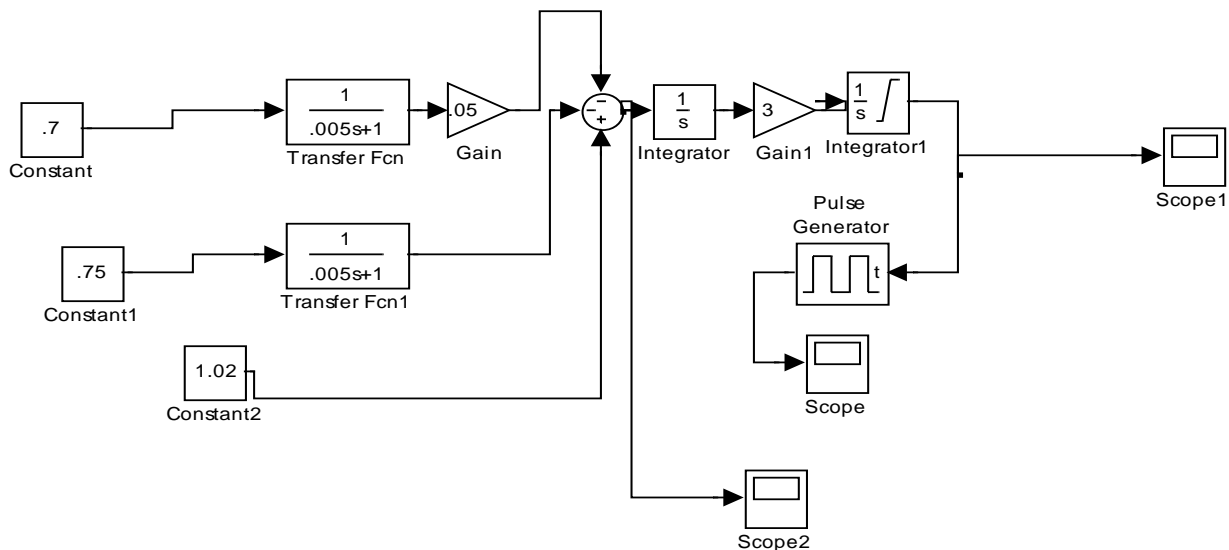 .7
Constant
1
.005s+1
Transfer Fcn
.05
Gain
1
s
Integrator
3
Gain1
1
s
Integrator1
Scope1
.75
Constant1
1
.005s+1
Transfer Fcn1
Pulse
Generator
t
1.02
Constant2
Scope
Scope2